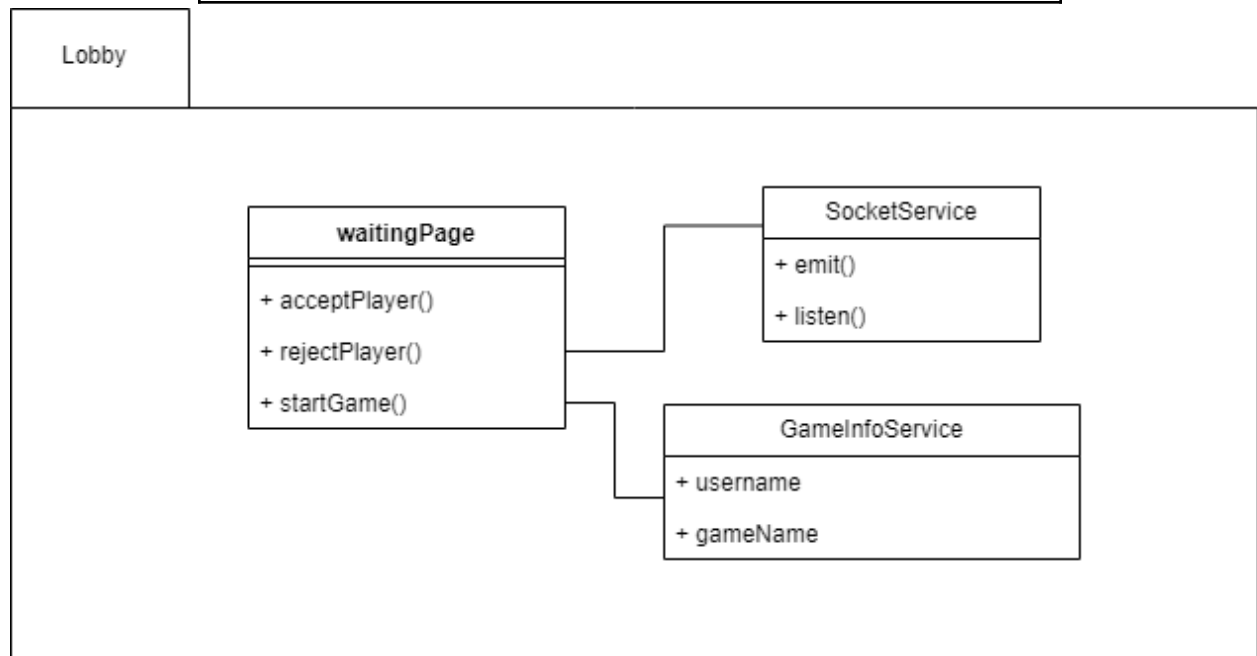 Lobby
waitingPage
+ acceptPlayer()
+ rejectPlayer()
+ startGame()
SocketService
+ emit()
+ listen()
GameInfoService
+ username
+ gameName